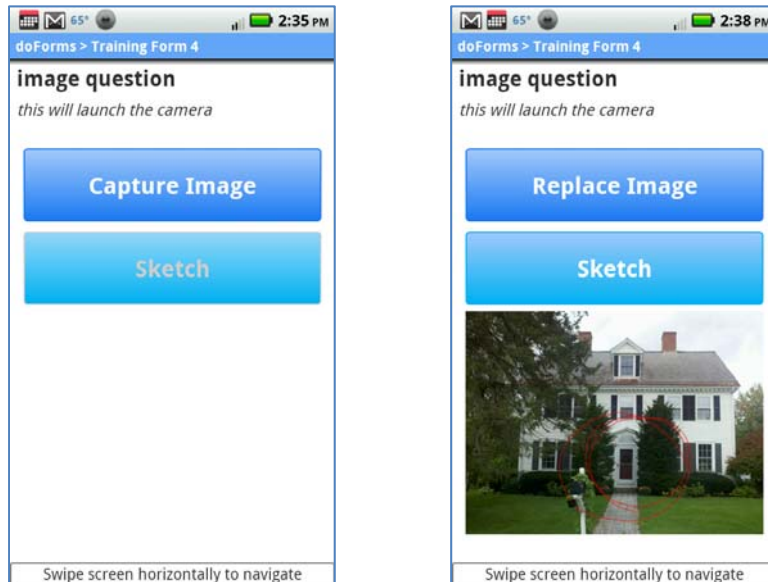 65° 2:35 PM
doForms > Training Form 4
image question
this will launch the camera
Capture Image
Sketch
Swipe screen horizontally to navigate
65° 2:38 PM
doForms > Training Form 4
image question
this will launch the camera
Replace Image
Sketch
Swipe screen horizontally to navigate